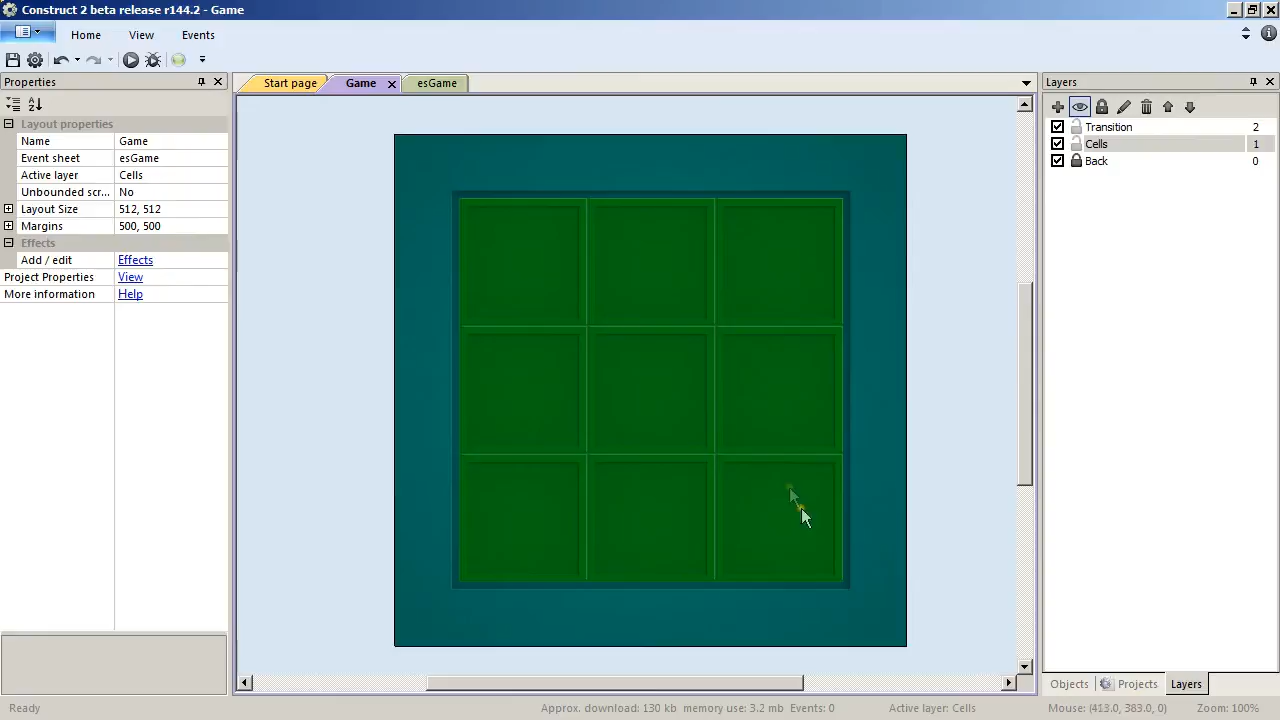 Construct 2 beta release r144.2 - Game
Home View Events
Properties
Layout properties
Name Game
Event sheet esGame
Active layer Cells
Unbounded scr... No
Layout Size 512, 512
Margins 500, 500
Effects
Add / edit Effects
Project Properties View
More information Help
Start page Game esGame
Layers
Transition 2
Cells 1
Back 0
Objects Projects Layers
Ready Approx. download: 130 kb memory use: 3.2 mb Events: 0 Active layer: Cells Mouse: (413.0, 383.0, 0) Zoom: 100%